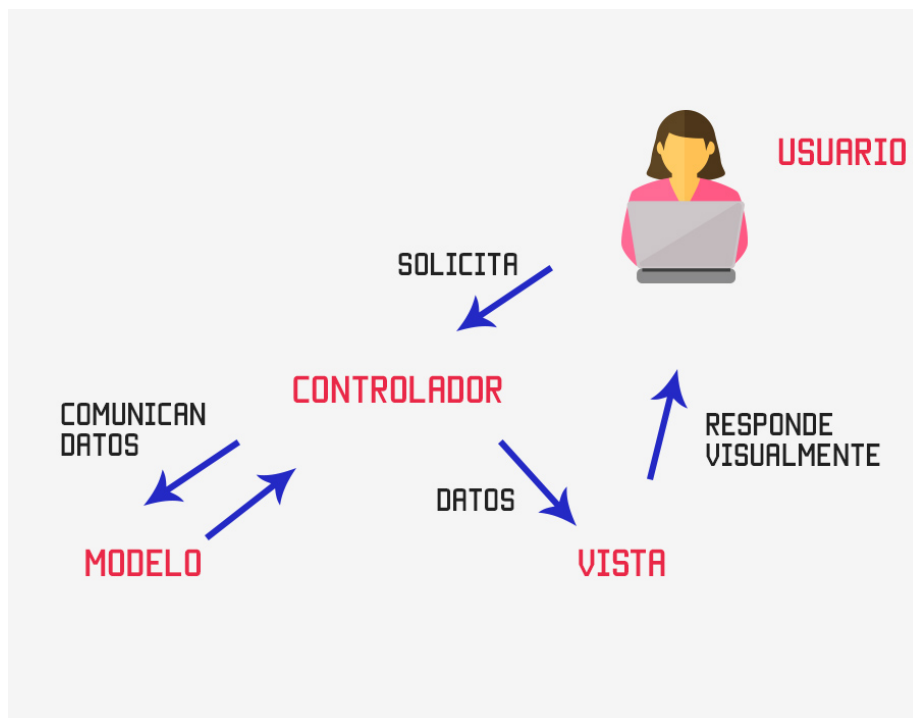 USUARIO
SOLICITA
CONTROLADOR
COMUNICAN
DATOS
RESPONDE
VISUALMENTE
DATOS
MODELO
VISTA